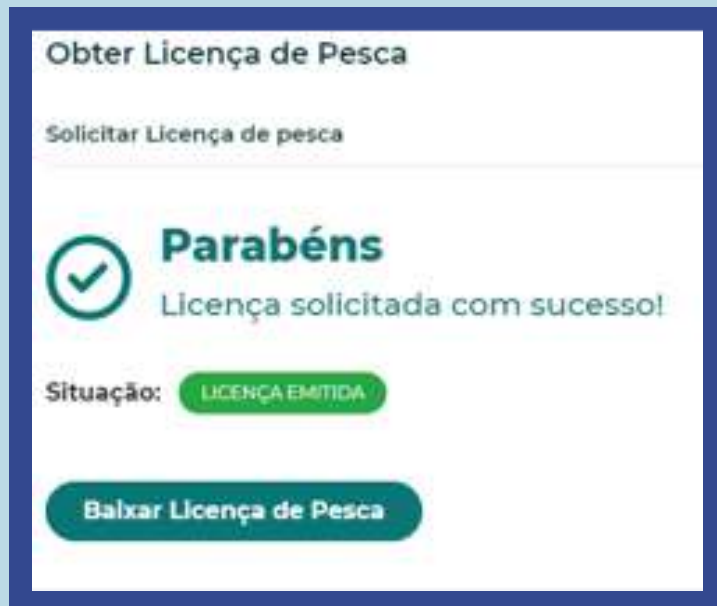 Obter Licença de Pesca
Solicitar Licença de pesca
Parabéns
Licença solicitada com sucesso!
Situação: LICENÇA EMITIDA
Baixar Licença de Pesca